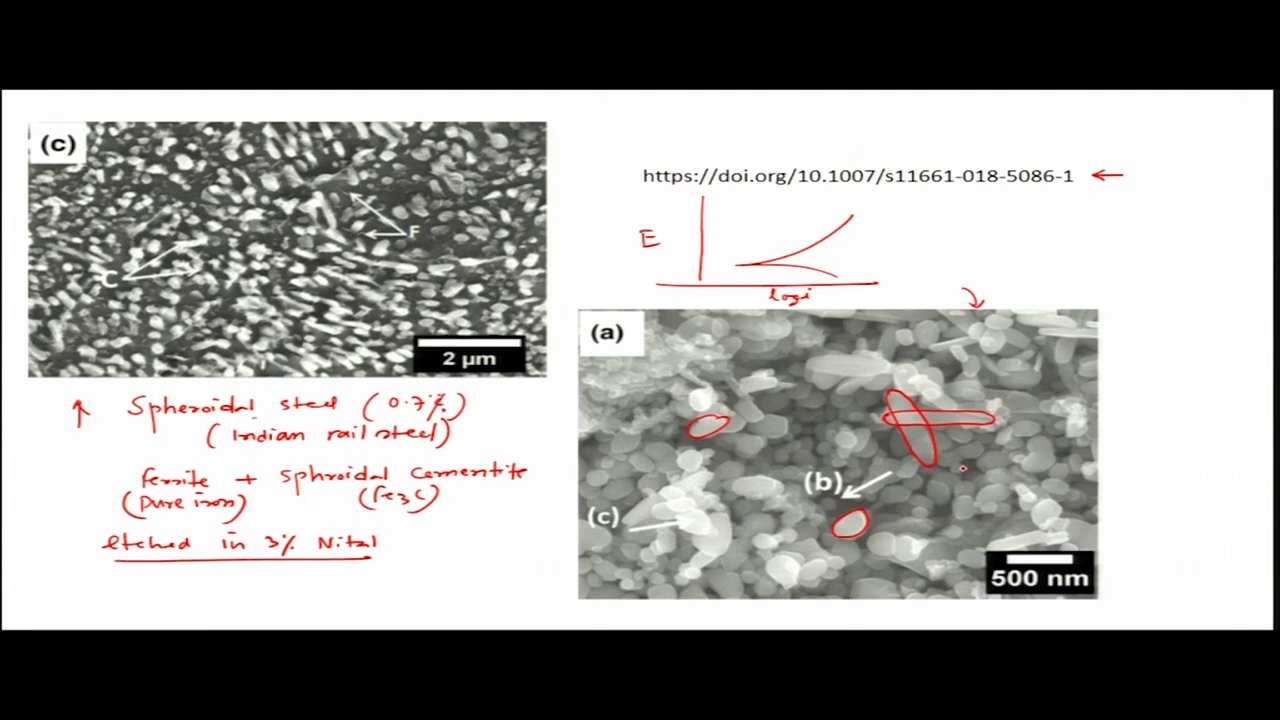 (c)
F
C
2 µm
Spheroidal steel (0.7%)
(Indian rail steel)
ferrite + Sphroidal Cementite
(pure iron) (Fe3C)
etched in 3% Nital
https://doi.org/10.1007/s11661-018-5086-1
E
log i
(a)
(b)
(c)
500 nm